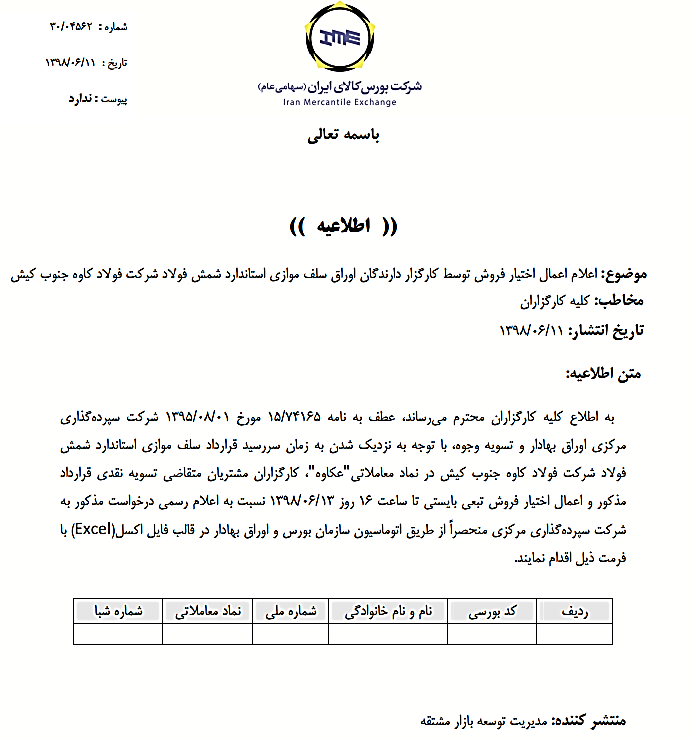 شماره : ۳۰/۰۴۵۶۲
تاریخ : ۱۳۹۸/۰۶/۱۱
پیوست : ندارد
IME
شرکت بورس کالای ایران (سهامی عام)
Iran Mercantile Exchange
باسمه تعالی
(( اطلاعیه ))
موضوع: اعلام اعمال اختیار فروش توسط کارگزار دارندگان اوراق سلف موازی استاندارد شمش فولاد شرکت فولاد کاوه جنوب کیش
مخاطب: کلیه کارگزاران
تاریخ انتشار: ۱۳۹۸/۰۶/۱۱
متن اطلاعیه:
به اطلاع کلیه کارگزاران محترم می‌رساند، عطف به نامه ۱۵/۷۴۱۶۵ مورخ ۱۳۹۵/۰۸/۰۱ شرکت سپرده‌گذاری
مرکزی اوراق بهادار و تسویه وجوه، با توجه به نزدیک شدن به زمان سررسید قرارداد سلف موازی استاندارد شمش
فولاد شرکت فولاد کاوه جنوب کیش در نماد معاملاتی"عکاوه"، کارگزاران مشتریان متقاضی تسویه نقدی قرارداد
مذکور و اعمال اختیار فروش تبعی بایستی تا ساعت ۱۶ روز ۱۳۹۸/۰۶/۱۳ نسبت به اعلام رسمی درخواست مذکور به
شرکت سپرده‌گذاری مرکزی منحصراً از طریق اتوماسیون سازمان بورس و اوراق بهادار در قالب فایل اکسل(Excel) با
فرمت ذیل اقدام نمایند.
ردیف کد بورسی نام و نام خانوادگی شماره ملی نماد معاملاتی شماره شبا
منتشر کننده: مدیریت توسعه بازار مشتقه